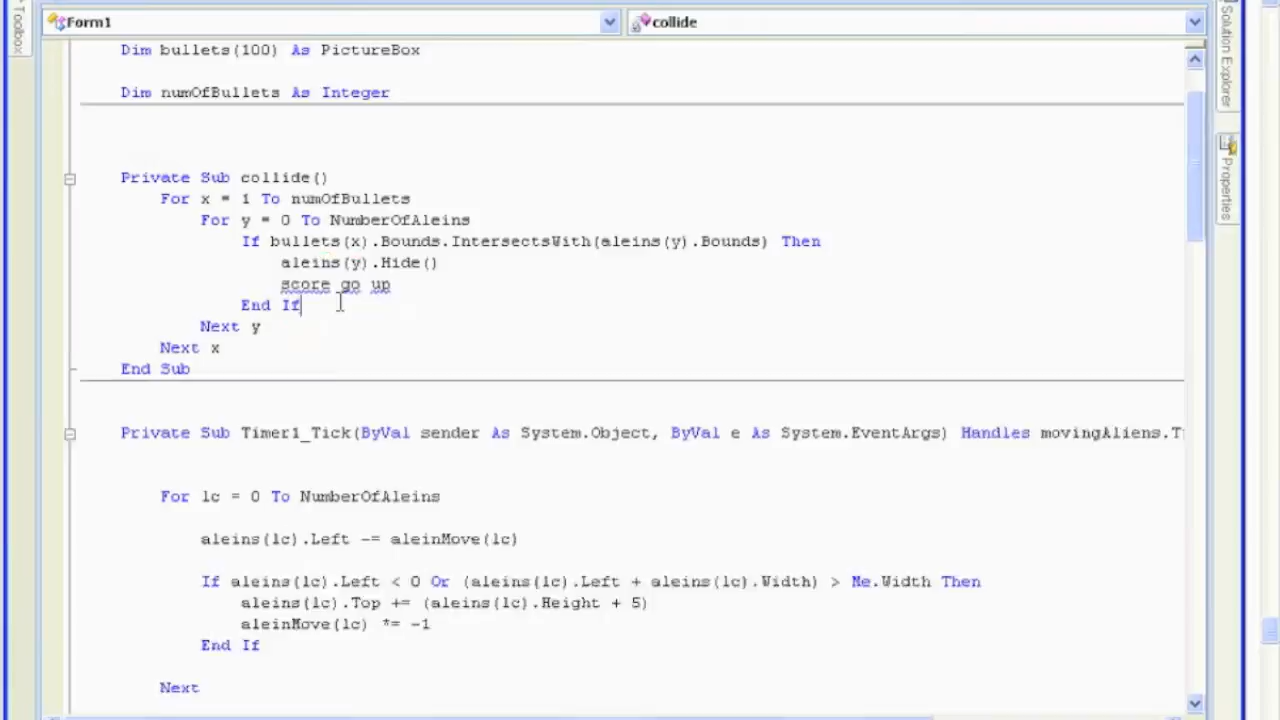 Toolbox
Form1
collide
Solution Explorer
Properties
Dim bullets(100) As PictureBox
Dim numOfBullets As Integer
Private Sub collide()
For x = 1 To numOfBullets
For y = 0 To NumberOfAleins
If bullets(x).Bounds.IntersectsWith(aleins(y).Bounds) Then
aleins(y).Hide()
score go up
End If
Next y
Next x
End Sub
Private Sub Timer1_Tick(ByVal sender As System.Object, ByVal e As System.EventArgs) Handles movingAliens.T
For lc = 0 To NumberOfAleins
aleins(lc).Left -= aleinMove(lc)
If aleins(lc).Left < 0 Or (aleins(lc).Left + aleins(lc).Width) > Me.Width Then
aleins(lc).Top += (aleins(lc).Height + 5)
aleinMove(lc) *= -1
End If
Next